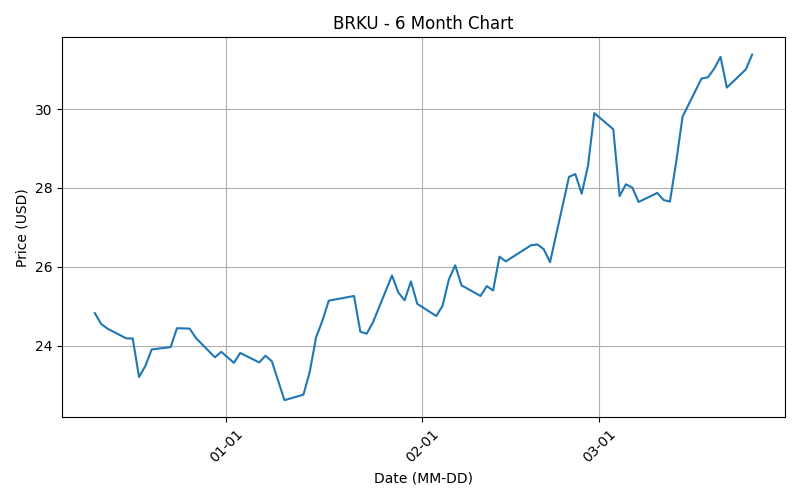 BRKU - 6 Month Chart
Price (USD)
30
28
26
24
01-01
02-01
03-01
Date (MM-DD)